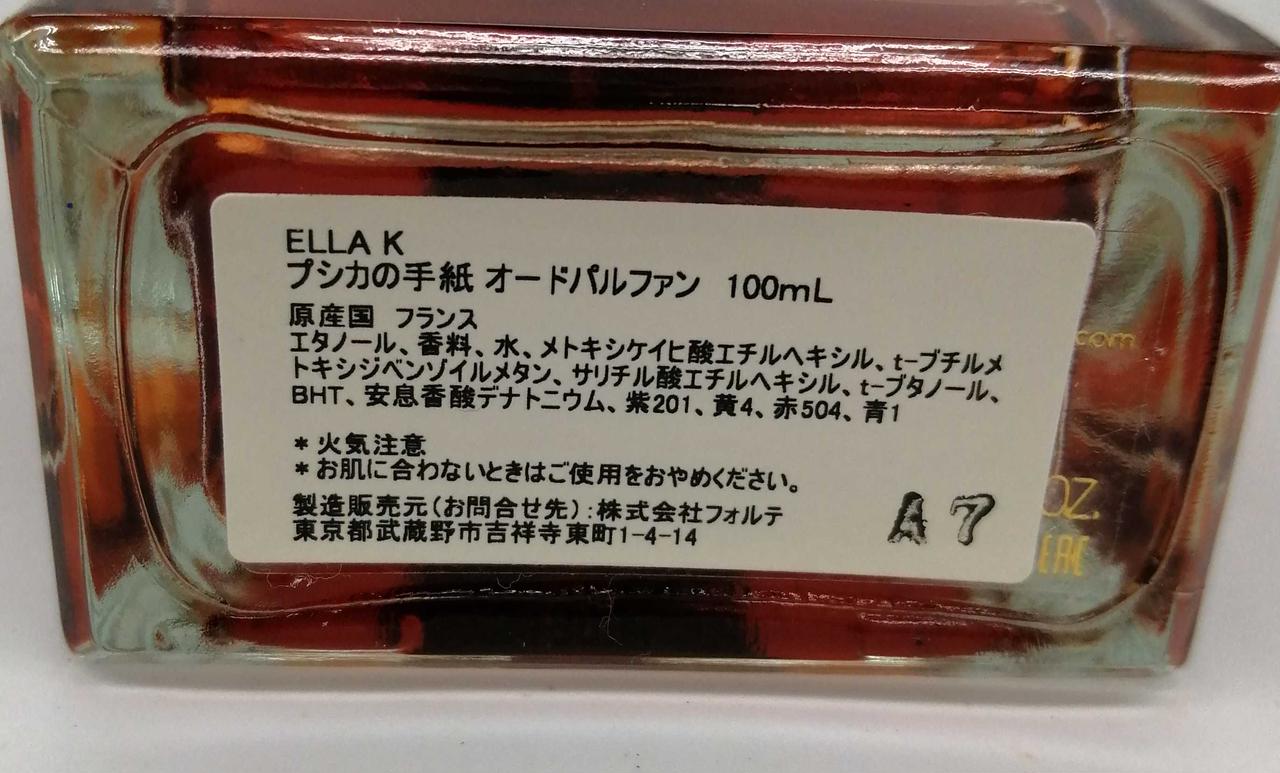 ELLA K
プシカの手紙 オードパルファン 100mL
原産国 フランス
エタノール、香料、水、メトキシケイヒ酸エチルヘキシル、t-ブチルメ
トキシジベンゾイルメタン、サリチル酸エチルヘキシル、t-ブタノール、
BHT、安息香酸デナトニウム、紫201、黄4、赤504、青1
*火気注意
*お肌に合わないときはご使用をおやめください。
製造販売元(お問合せ先):株式会社フォルテ
東京都武蔵野市吉祥寺東町1-4-14
A7
com
OZ.